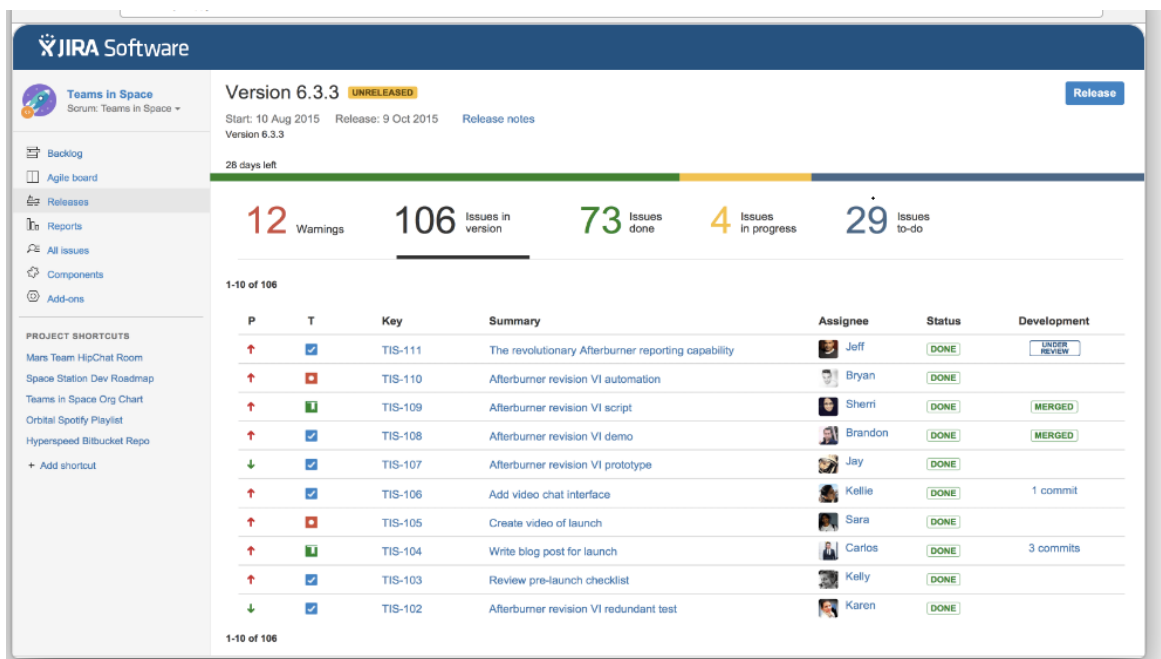 JIRA Software
Teams in Space
Scrum: Teams in Space
Backlog
Agile board
Releases
Reports
All issues
Components
Add-ons
PROJECT SHORTCUTS
Mars Team HipChat Room
Space Station Dev Roadmap
Teams in Space Org Chart
Orbital Spotify Playlist
Hyperspeed Bitbucket Repo
+ Add shortcut
Version 6.3.3 UNRELEASED
Release
Start: 10 Aug 2015 Release: 9 Oct 2015 Release notes
Version 6.3.3
28 days left
12 Warnings
106 Issues in version
73 Issues done
4 Issues in progress
29 Issues to-do
1-10 of 106
P T Key Summary Assignee Status Development
TIS-111 The revolutionary Afterburner reporting capability Jeff DONE UNDER REVIEW
TIS-110 Afterburner revision VI automation Bryan DONE
TIS-109 Afterburner revision VI script Sherri DONE MERGED
TIS-108 Afterburner revision VI demo Brandon DONE MERGED
TIS-107 Afterburner revision VI prototype Jay DONE
TIS-106 Add video chat interface Kellie DONE 1 commit
TIS-105 Create video of launch Sara DONE
TIS-104 Write blog post for launch Carlos DONE 3 commits
TIS-103 Review pre-launch checklist Kelly DONE
TIS-102 Afterburner revision VI redundant test Karen DONE
1-10 of 106